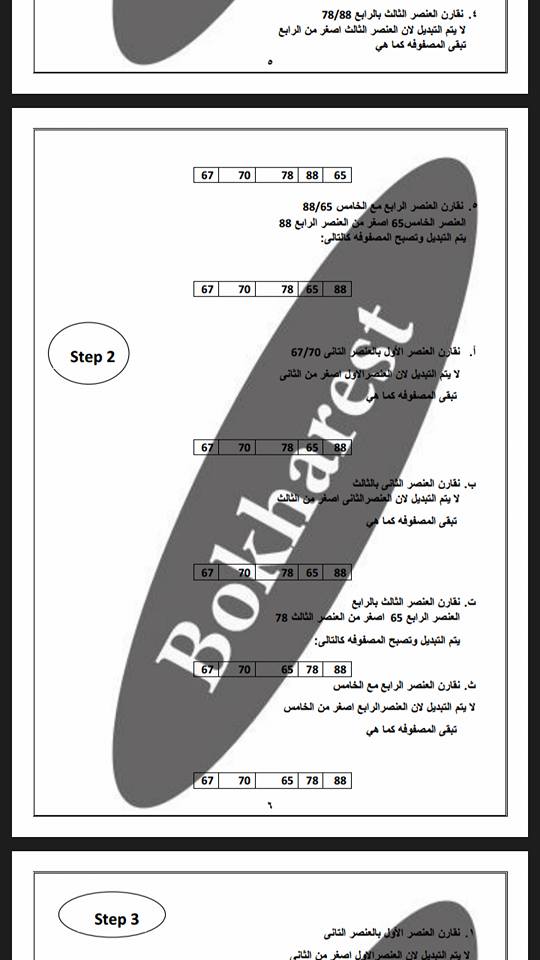 ٤. نقارن العنصر الثالث بالرابع 78/88
لا يتم التبديل لان العنصر الثالث اصغر من الرابع
تبقى المصفوفه كما هي
٥
67 70 78 88 65
٥. نقارن العنصر الرابع مع الخامس 88/65
العنصر الخامس65 اصغر من العنصر الرابع 88
يتم التبديل وتصبح المصفوفه كالتالى:
67 70 78 65 88
Step 2
أ. نقارن العنصر الأول بالعنصر الثانى 67/70
لا يتم التبديل لان العنصرالاول اصغر من الثانى
تبقى المصفوفه كما هي
67 70 78 65 88
ب. نقارن العنصر الثانى بالثالث
لا يتم التبديل لان العنصرالثانى اصغر من الثالث
تبقى المصفوفه كما هي
67 70 78 65 88
ت. نقارن العنصر الثالث بالرابع
العنصر الرابع 65 اصغر من العنصر الثالث 78
يتم التبديل وتصبح المصفوفه كالتالى:
67 70 65 78 88
ث. نقارن العنصر الرابع مع الخامس
لا يتم التبديل لان العنصرالرابع اصغر من الخامس
تبقى المصفوفه كما هي
67 70 65 78 88
٦
Bokharest
Step 3
١. نقارن العنصر الأول بالعنصر الثانى
لا يتم التبديل لان العنصرالاول اصغر من الثانى